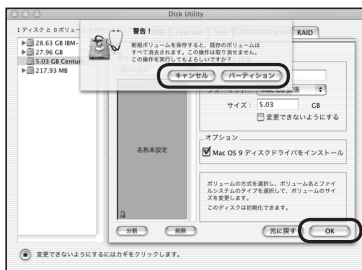 Disk Utility
1 ディスク と 0 ボリュー
28.63 GB IBM-
27.96 GB
5.03 GB Centur
217.93 MB
警告！
新規ボリュームを保存すると、既存のボリュームは
すべて消去されます。この操作は取り消せません。
この操作を実行してもよろしいですか？
キャンセル
パーティション
RAID
サイズ： 5.03 GB
変更できないようにする
オプション
Mac OS 9 ディスクドライバをインストール
名称未設定
ボリュームの方式を選択し、ボリューム名とファイ
ルシステムのタイプを選択して、ボリュームのサイ
ズを変更します。
このディスクは初期化できます。
分割
削除
元に戻す
OK
変更できないようにするにはカギをクリックします。